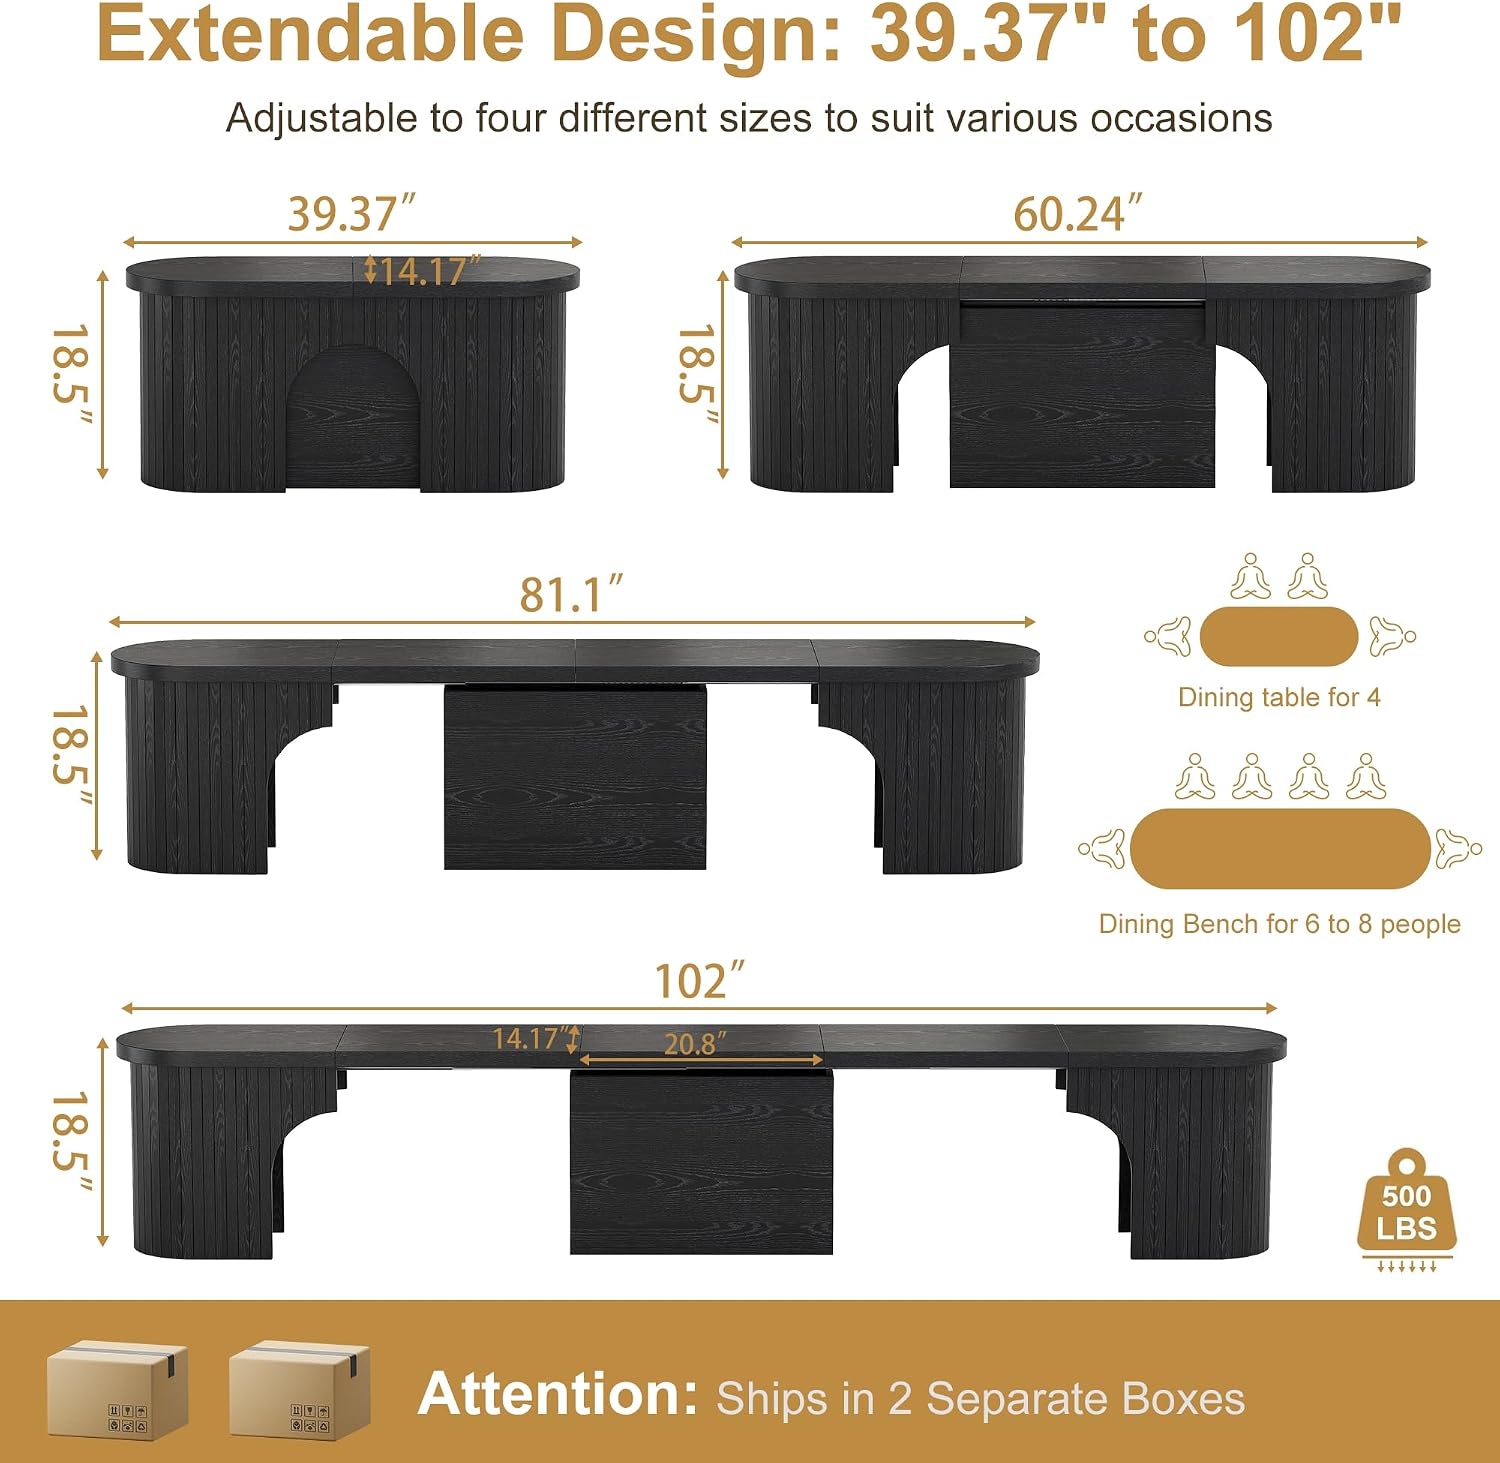 Extendable Design: 39.37" to 102"
Adjustable to four different sizes to suit various occasions
39.37″
14.17″
18.5″
60.24″
18.5″
81.1″
18.5″
Dining table for 4
Dining Bench for 6 to 8 people
102″
14.17″
20.8″
18.5″
500
LBS
Attention: Ships in 2 Separate Boxes